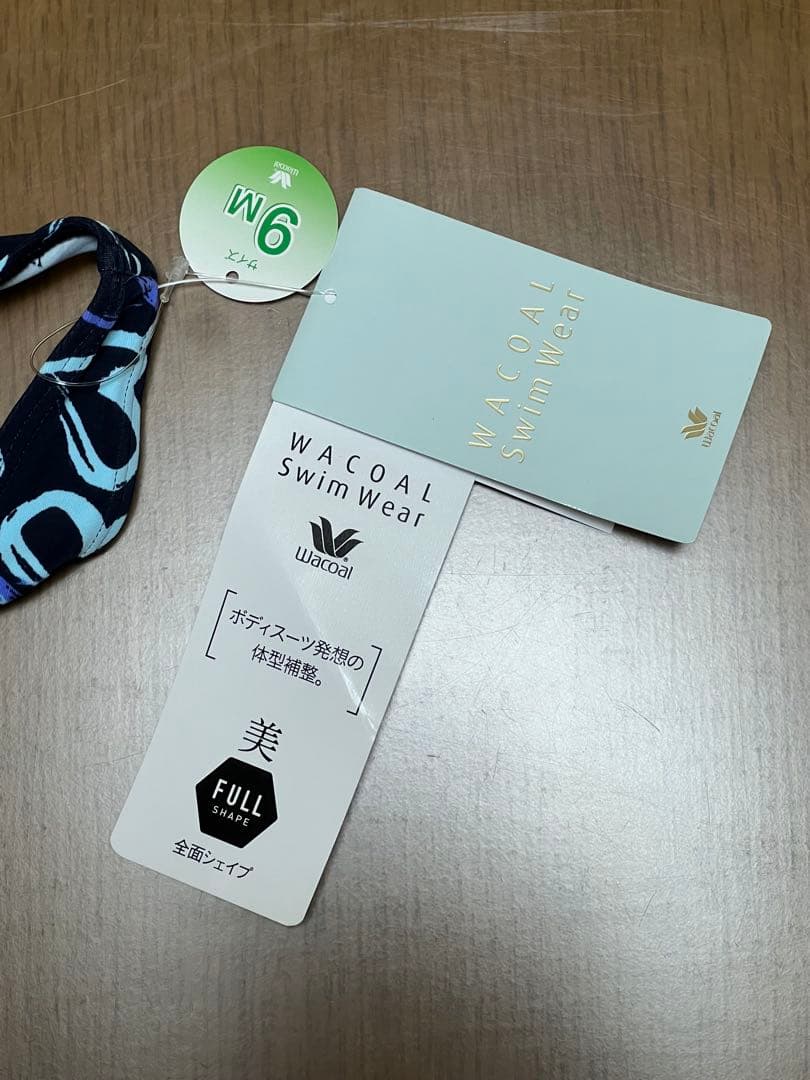 Wacoal
9M
サイズ
WACOAL
Swim Wear
Wacoal
WACOAL
Swim Wear
Wacoal
ボディスーツ発想の
体型補整。
美
FULL
SHAPE
全面シェイプ